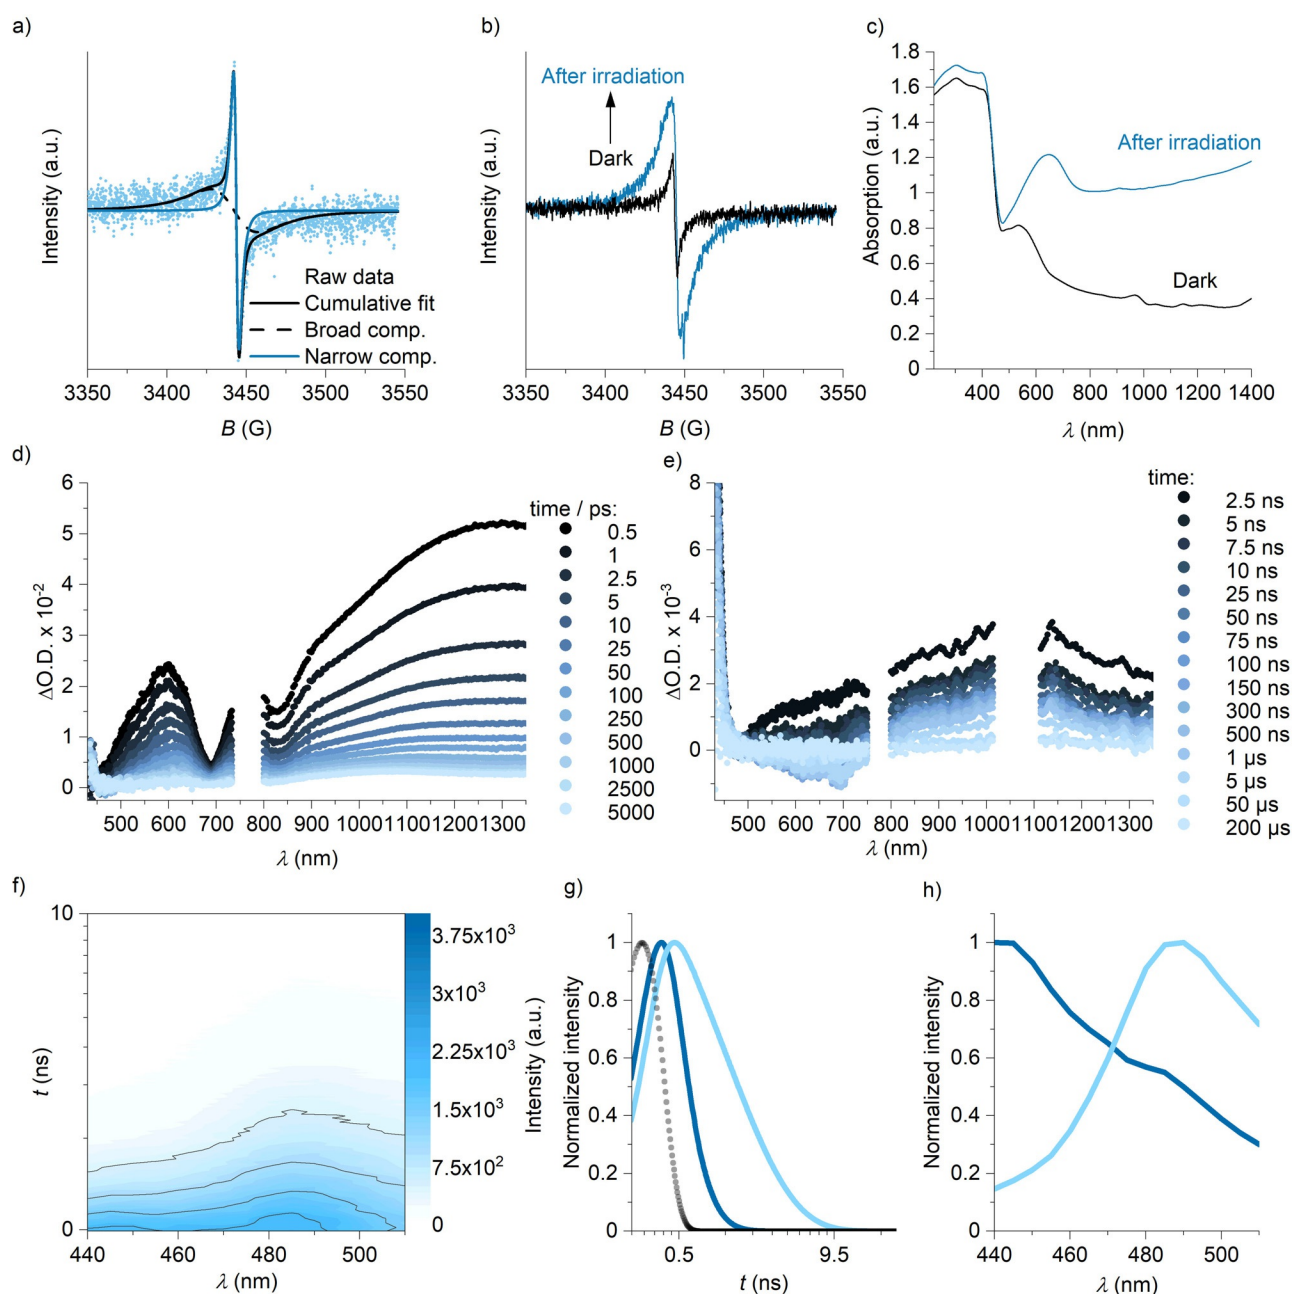 a)
Intensity (a.u.)
Raw data
Cumulative fit
Broad comp.
Narrow comp.
3350 3400 3450 3500 3550
B (G)
b)
Intensity (a.u.)
After irradiation
Dark
3350 3400 3450 3500 3550
B (G)
c)
Absorption (a.u.)
1.8
1.6
1.4
1.2
1
0.8
0.6
0.4
0.2
0
After irradiation
Dark
400 600 800 1000 1200 1400
λ (nm)
d)
ΔO.D. x 10-2
6
5
4
3
2
1
0
500 600 700 800 900 1000 1100 1200 1300
λ (nm)
time / ps:
0.5
1
2.5
5
10
25
50
100
250
500
1000
2500
5000
e)
ΔO.D. x 10-3
8
6
4
2
0
500 600 700 800 900 1000 1100 1200 1300
λ (nm)
time:
2.5 ns
5 ns
7.5 ns
10 ns
25 ns
50 ns
75 ns
100 ns
150 ns
300 ns
500 ns
1 µs
5 µs
50 µs
200 µs
f)
t (ns)
10
0
440 460 480 500
λ (nm)
3.75x10³
3x10³
2.25x10³
1.5x10³
7.5x10²
0
Intensity (a.u.)
g)
Normalized intensity
1
0.8
0.6
0.4
0.2
0
0.5 9.5
t (ns)
h)
Normalized intensity
1
0.8
0.6
0.4
0.2
0
440 460 480 500
λ (nm)